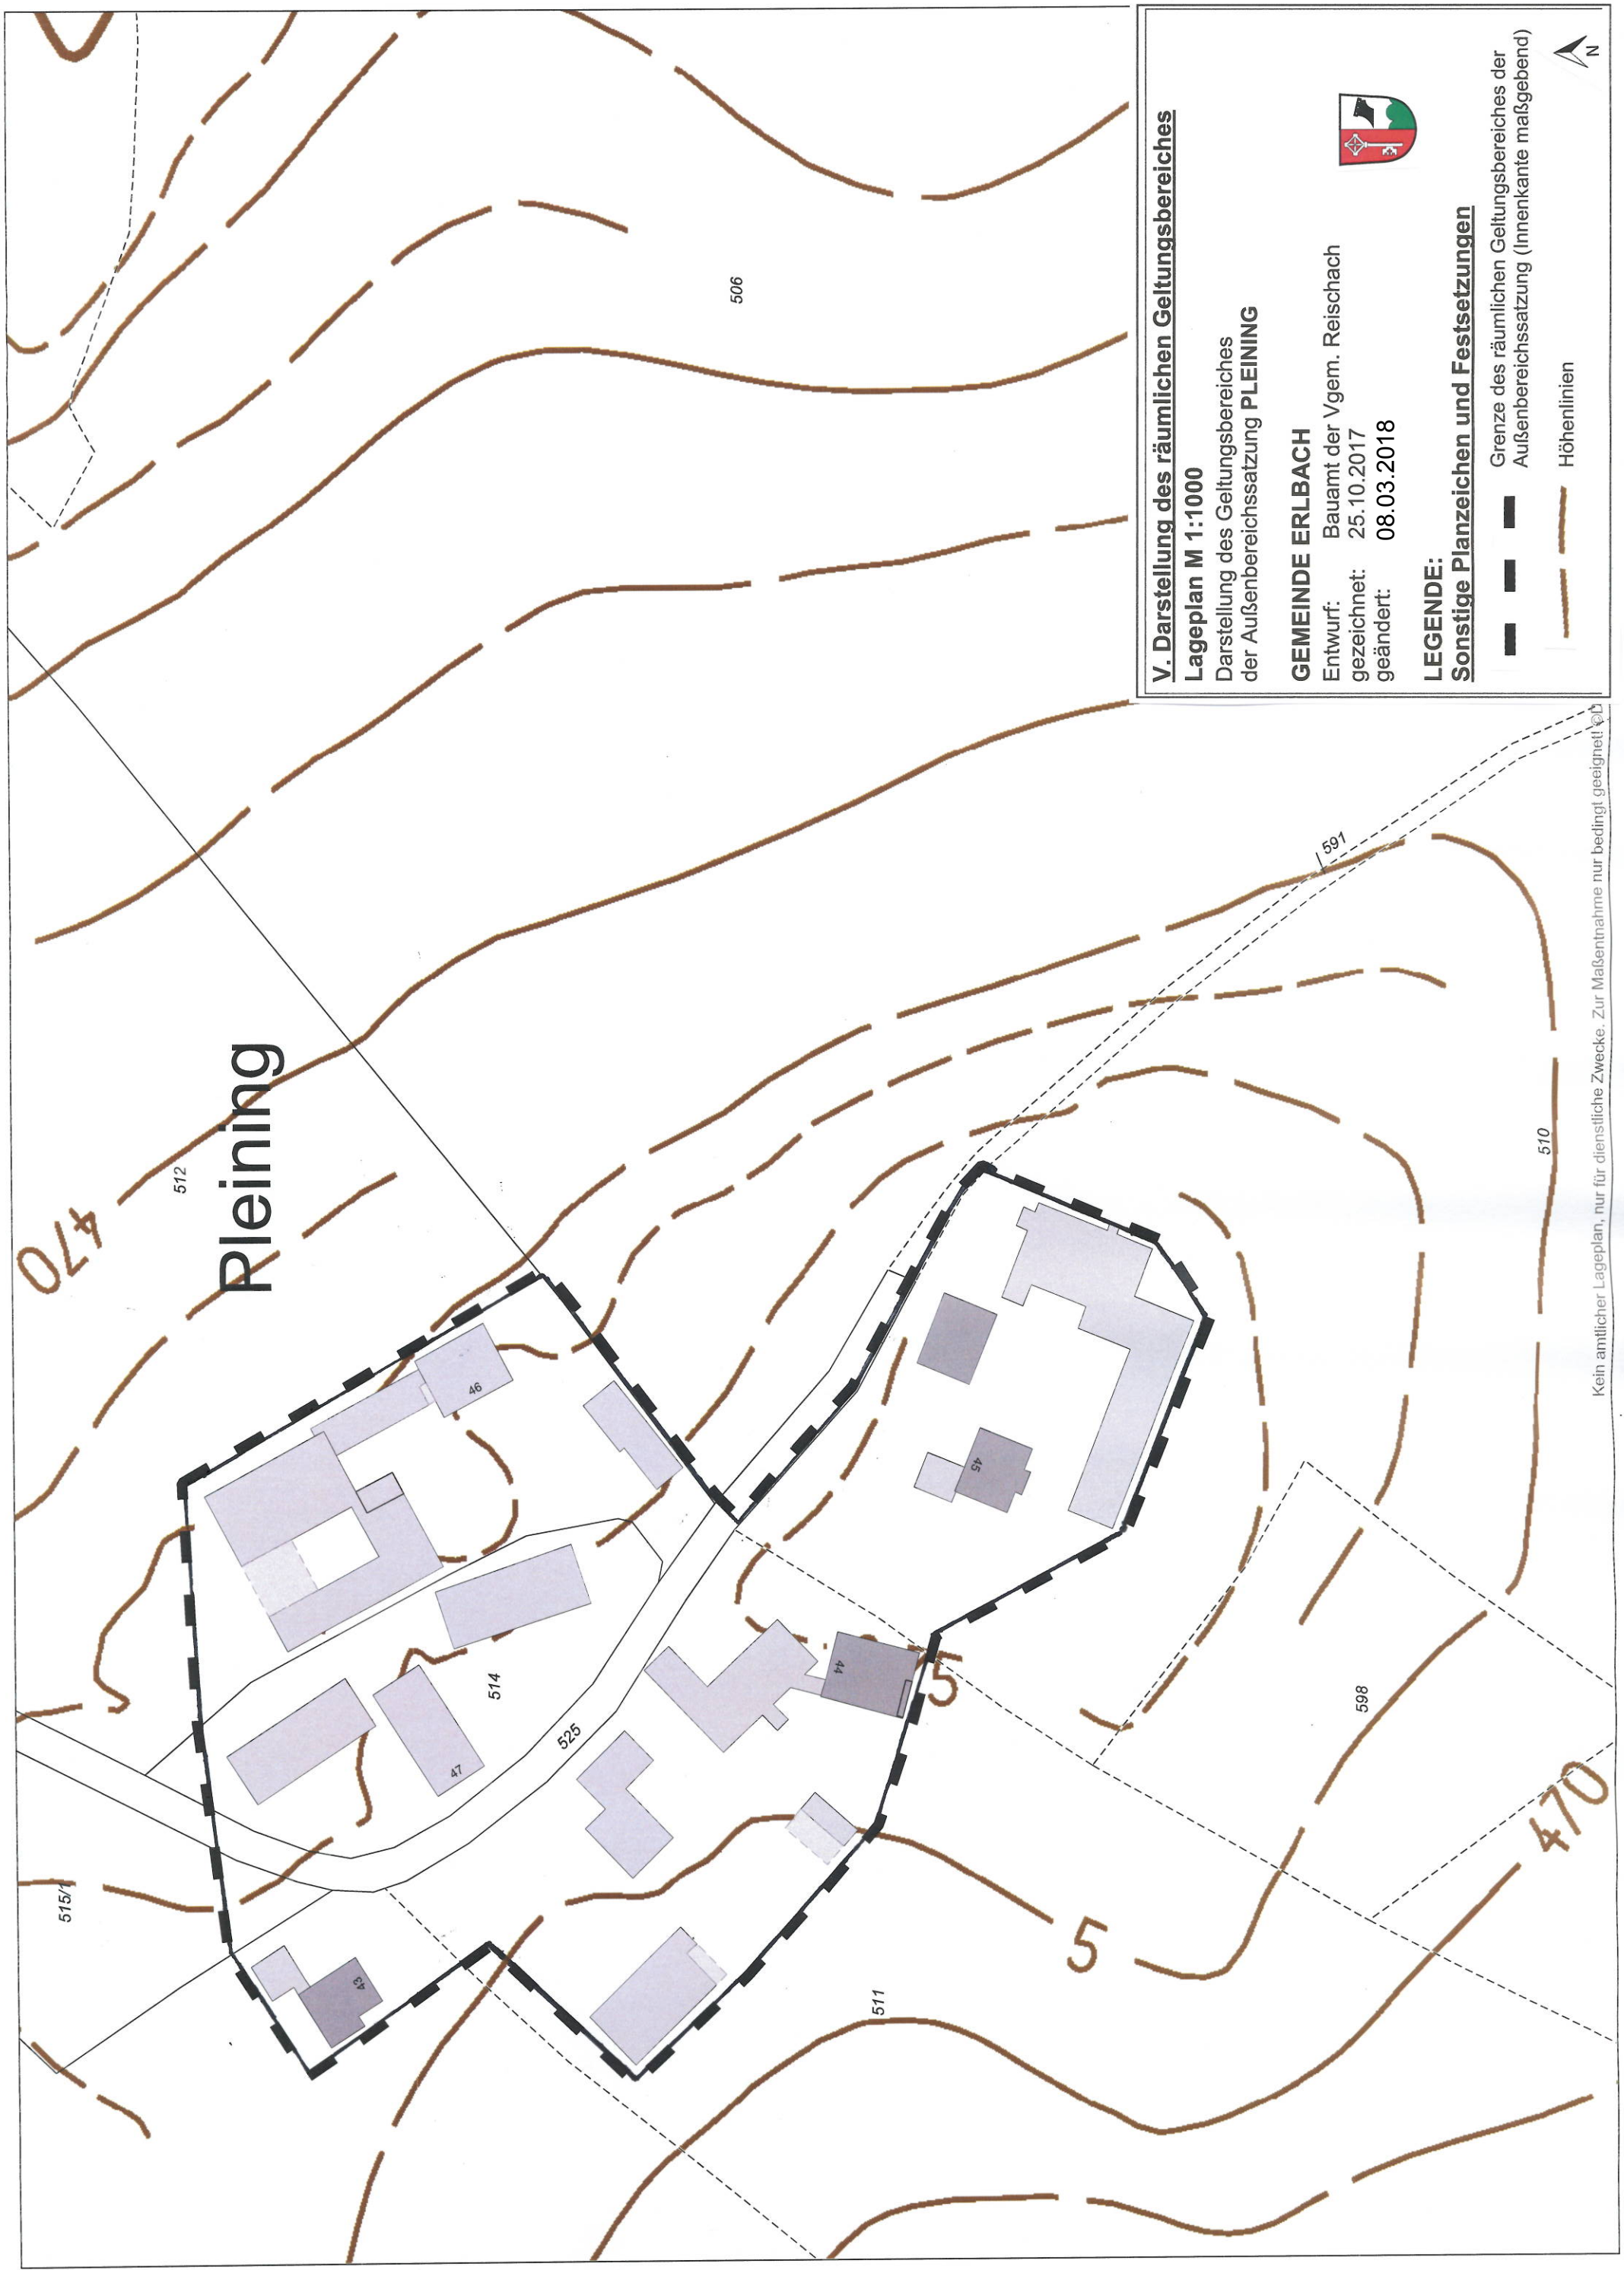 V. Darstellung des räumlichen Geltungsbereiches
Lageplan M 1:1000
Darstellung des Geltungsbereiches
der Außenbereichssatzung PLEINING
GEMEINDE ERLBACH
Entwurf: Bauamt der Vgem. Reischach
gezeichnet: 25.10.2017
geändert: 08.03.2018
LEGENDE:
Sonstige Planzeichen und Festsetzungen
Grenze des räumlichen Geltungsbereiches der
Außenbereichssatzung (Innenkante maßgebend)
Höhenlinien
N
Kein amtlicher Lageplan, nur für dienstliche Zwecke. Zur Maßentnahme nur bedingt geeignet! ©
Pleining
470
512
506
591
510
46
45
44
5
514
525
47
598
470
515/1
43
5
511